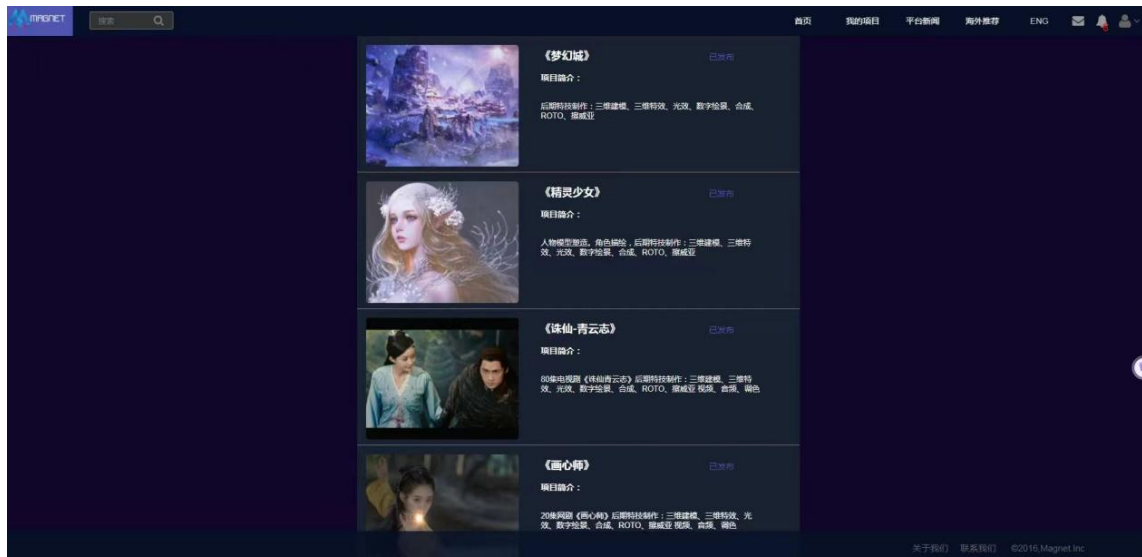 MAGNET
搜索
首页 我的项目 平台新闻 海外推荐 ENG
《梦幻城》 已发布
项目简介：
后期特技制作：三维建模、三维特效、光效、数字绘景、合成、
ROTO、擦威亚
《精灵少女》 已发布
项目简介：
人物模型塑造。角色描绘，后期特技制作：三维建模、三维特
效、光效、数字绘景、合成、ROTO、擦威亚
《诛仙-青云志》 已发布
项目简介：
80集电视剧《诛仙青云志》后期特技制作：三维建模、三维特
效、光效、数字绘景、合成、ROTO、擦威亚 视频、音频、调色
《画心师》 已发布
项目简介：
20集网剧《画心师》后期特技制作：三维建模、三维特效、光
效、数字绘景、合成、ROTO、擦威亚 视频、音频、调色
关于我们 联系我们 ©2016,Magnet.Inc